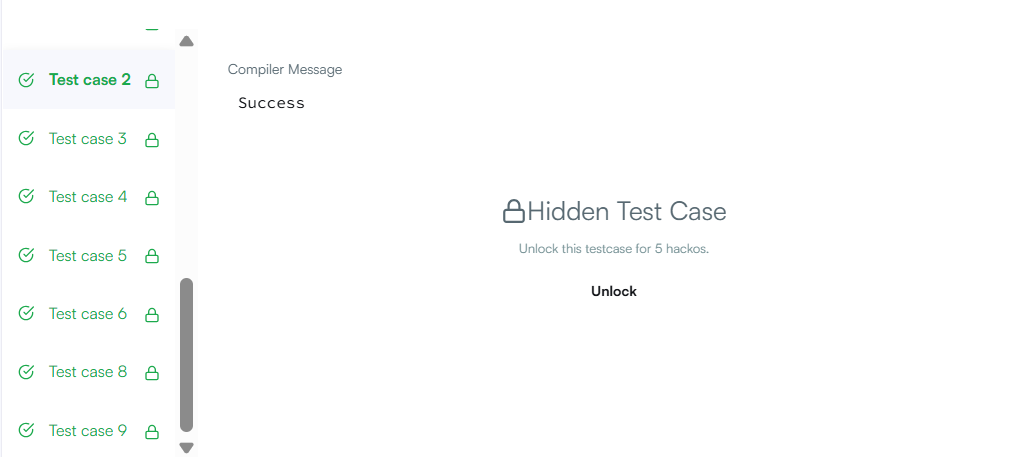 Test case 2
Test case 3
Test case 4
Test case 5
Test case 6
Test case 8
Test case 9
Compiler Message
Success
Hidden Test Case
Unlock this testcase for 5 hackos.
Unlock